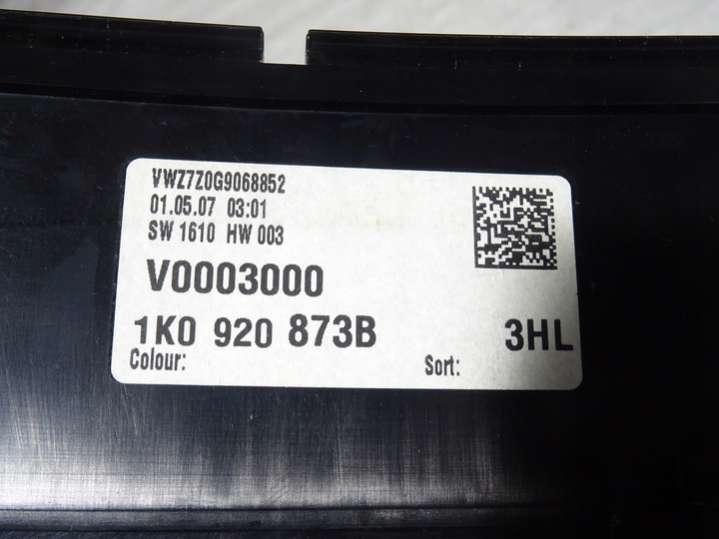 VWZ7Z0G9068852
01.05.07 03:01
SW 1610 HW 003
V0003000
1K0 920 873B 3HL
Colour: Sort: